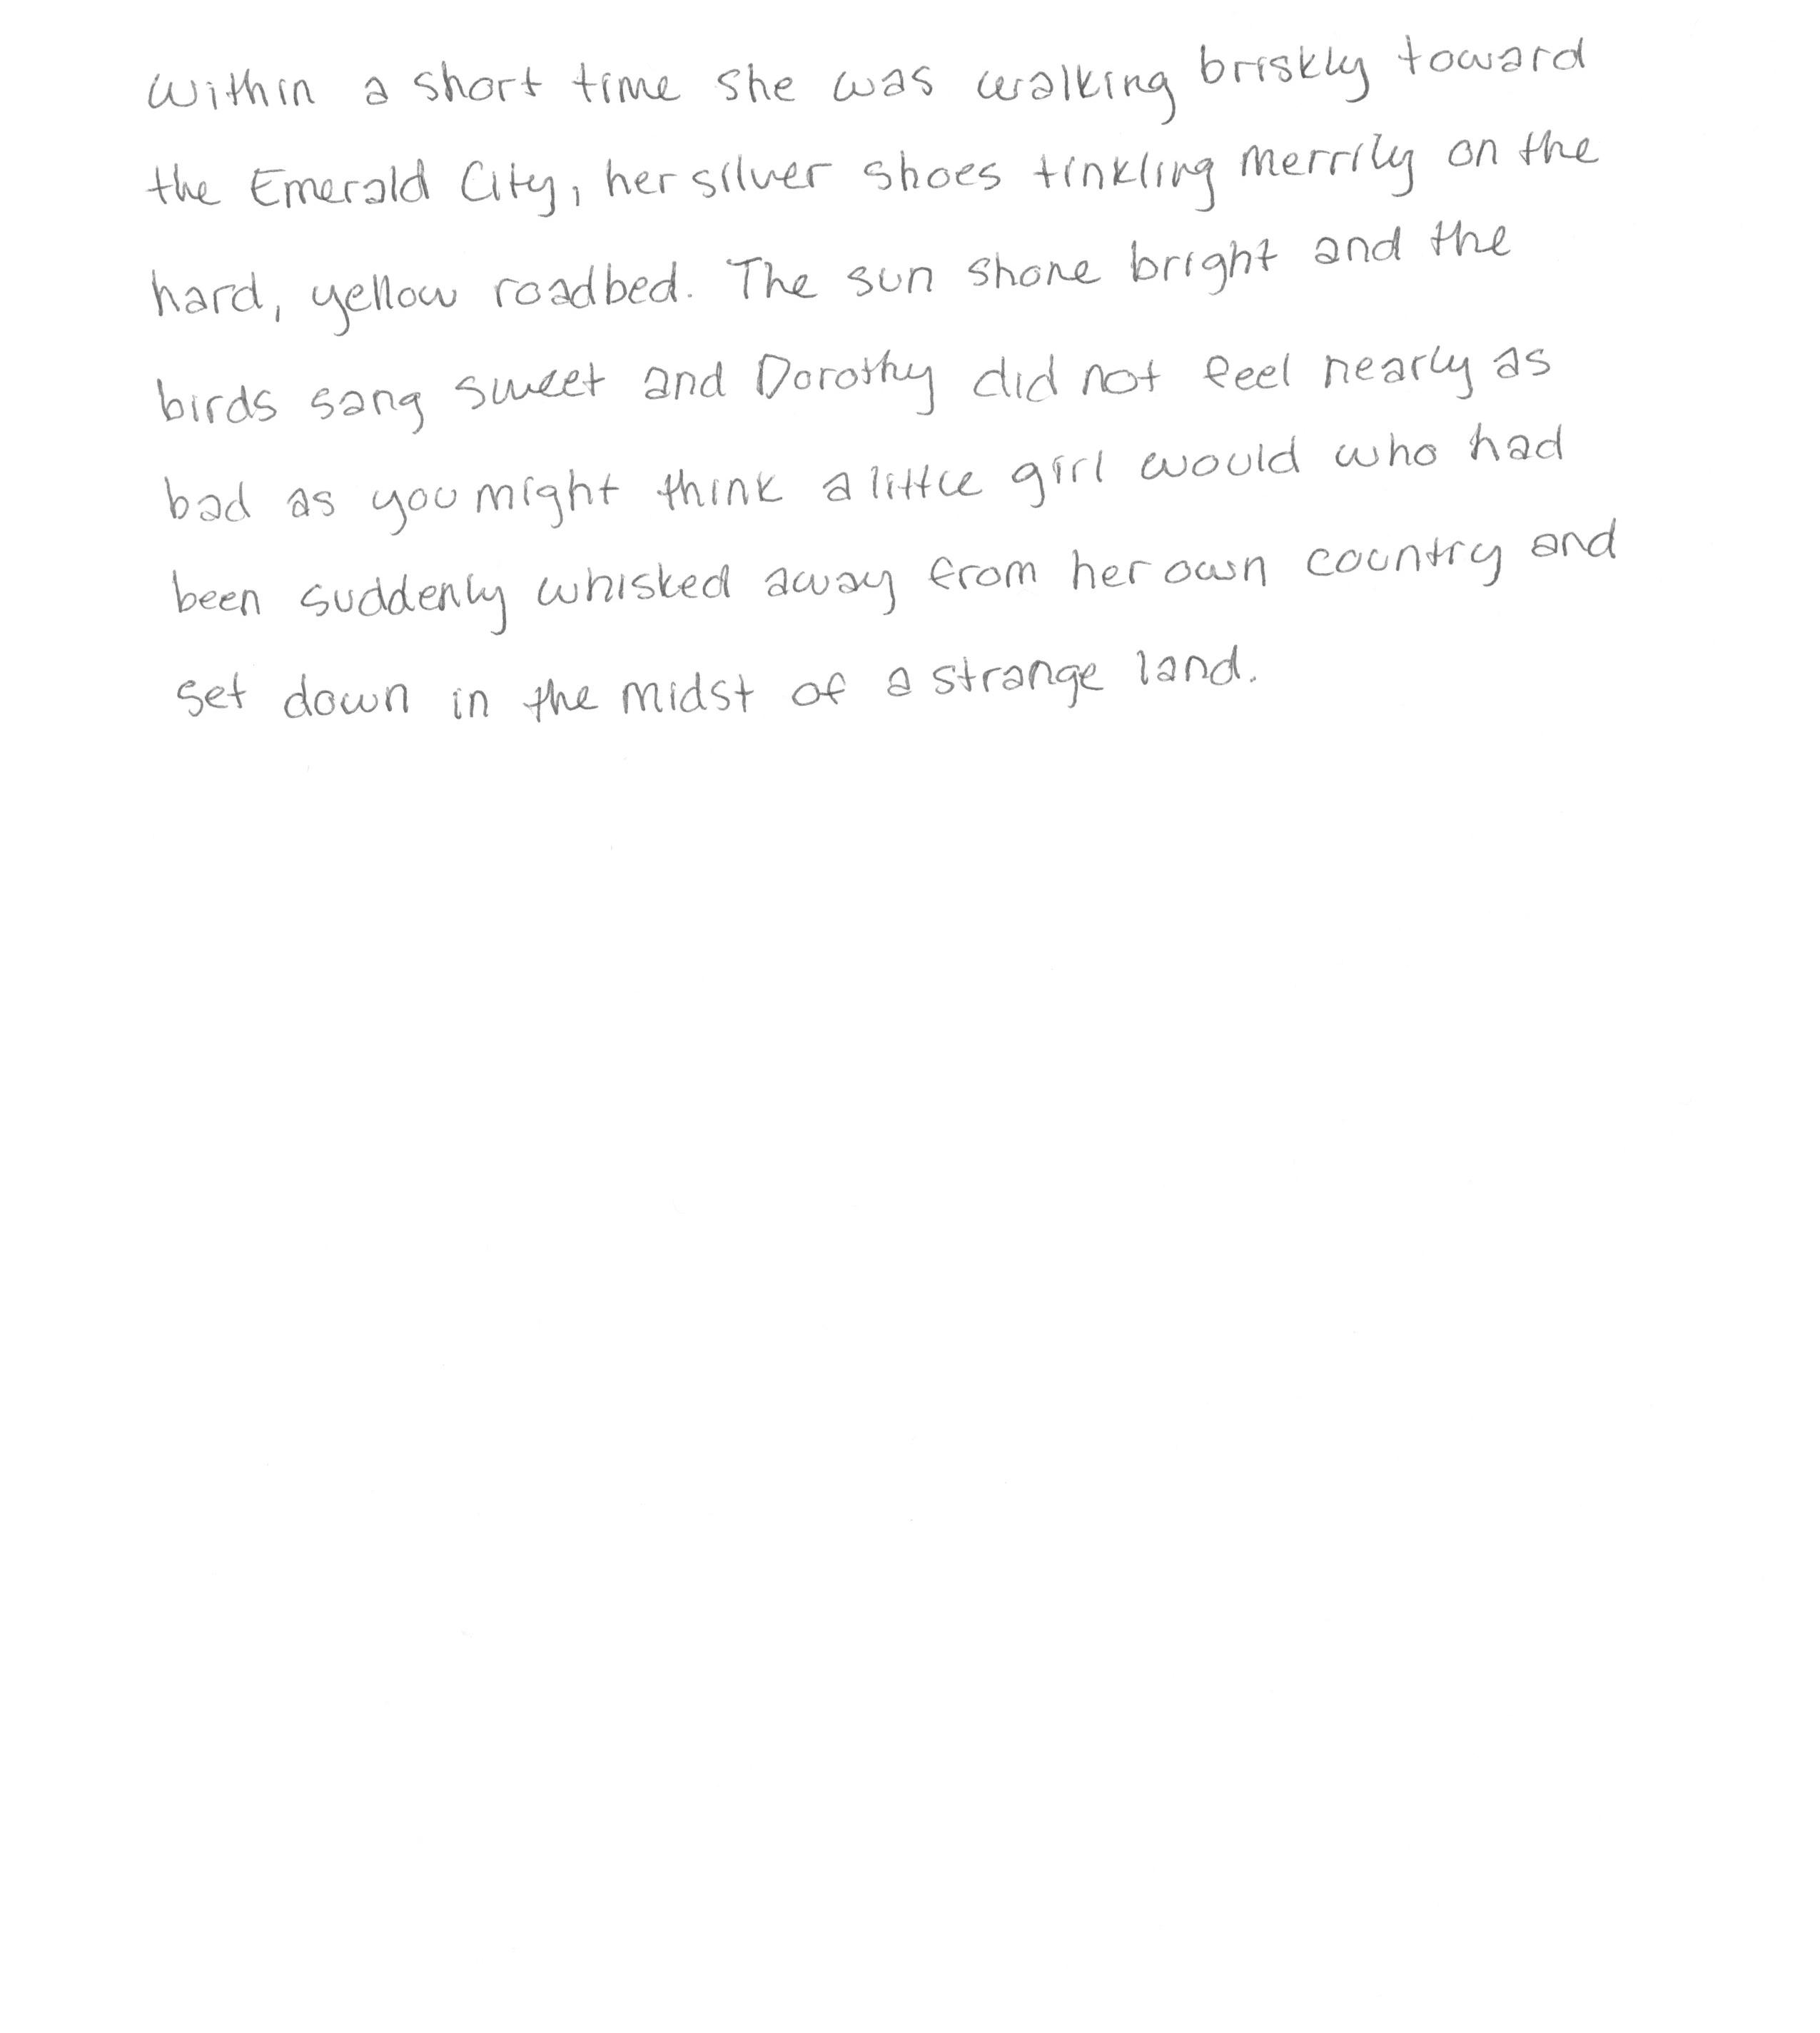 Within a short time she was walking briskly toward
the Emerald City, her silver shoes tinkling merrily on the
hard, yellow roadbed. The sun shone bright and the
birds sang sweet and Dorothy did not feel nearly as
bad as you might think a little girl would who had
been suddenly whisked away from her own country and
set down in the midst of a strange land.